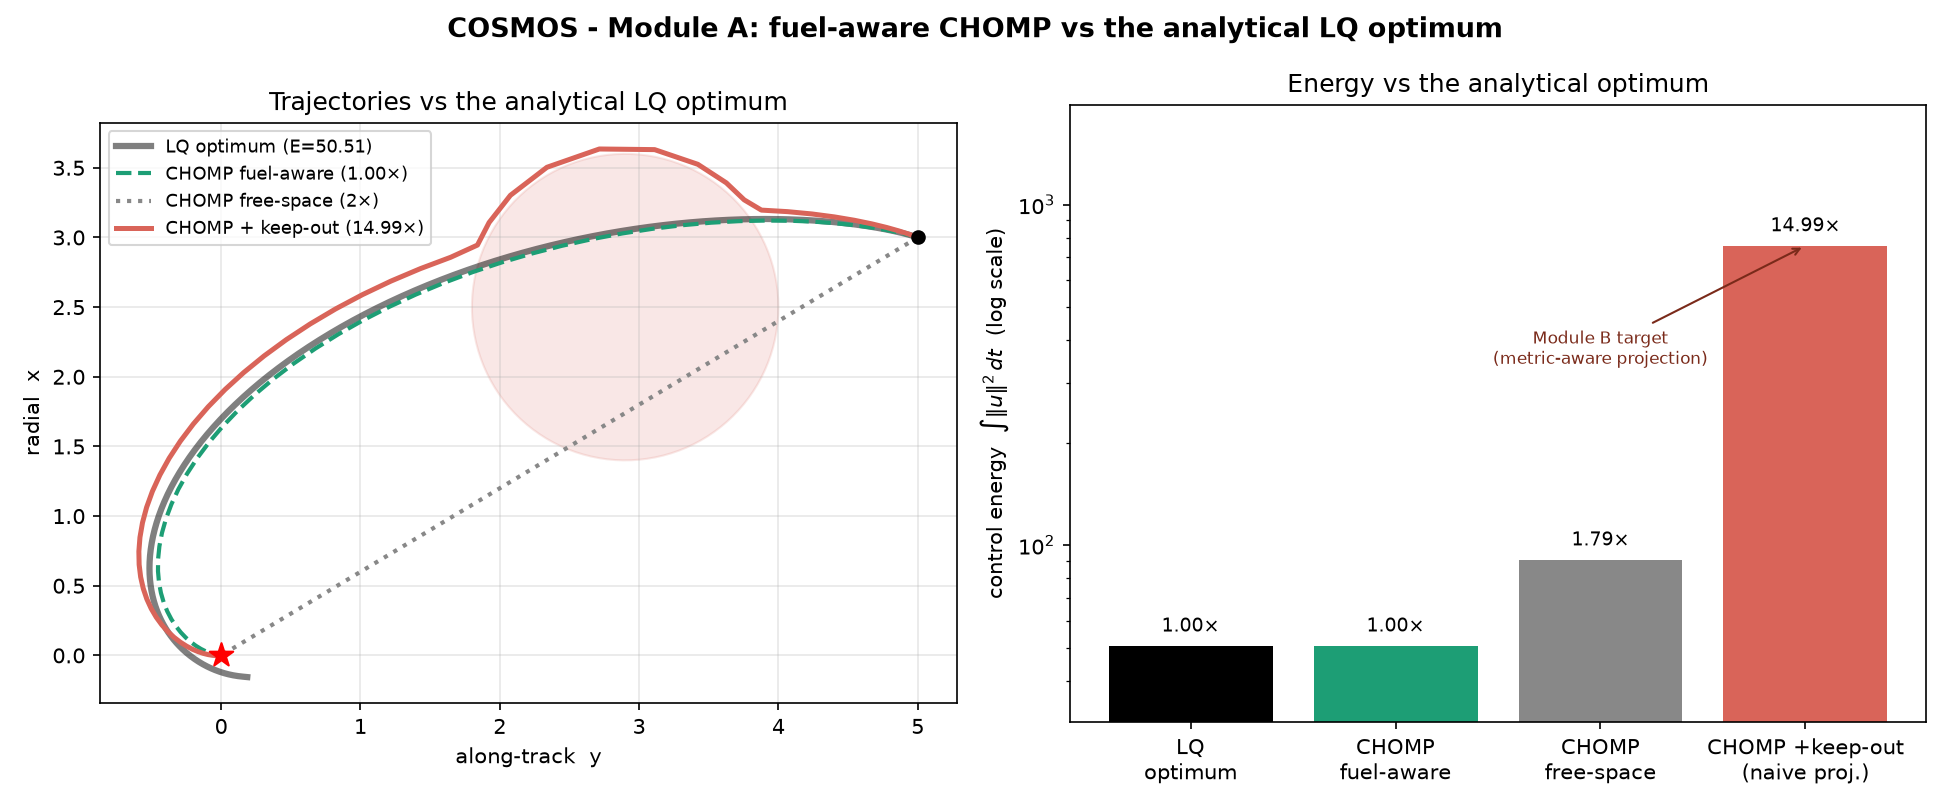 COSMOS - Module A: fuel-aware CHOMP vs the analytical LQ optimum
Trajectories vs the analytical LQ optimum
LQ optimum (E=50.51)
CHOMP fuel-aware (1.00×)
CHOMP free-space (2×)
CHOMP + keep-out (14.99×)
radial x
3.5
3.0
2.5
2.0
1.5
1.0
0.5
0.0
0 1 2 3 4 5
along-track y
Energy vs the analytical optimum
control energy ∫‖u‖² dt (log scale)
10³
10²
1.00×
1.00×
1.79×
14.99×
Module B target
(metric-aware projection)
LQ
optimum
CHOMP
fuel-aware
CHOMP
free-space
CHOMP +keep-out
(naive proj.)